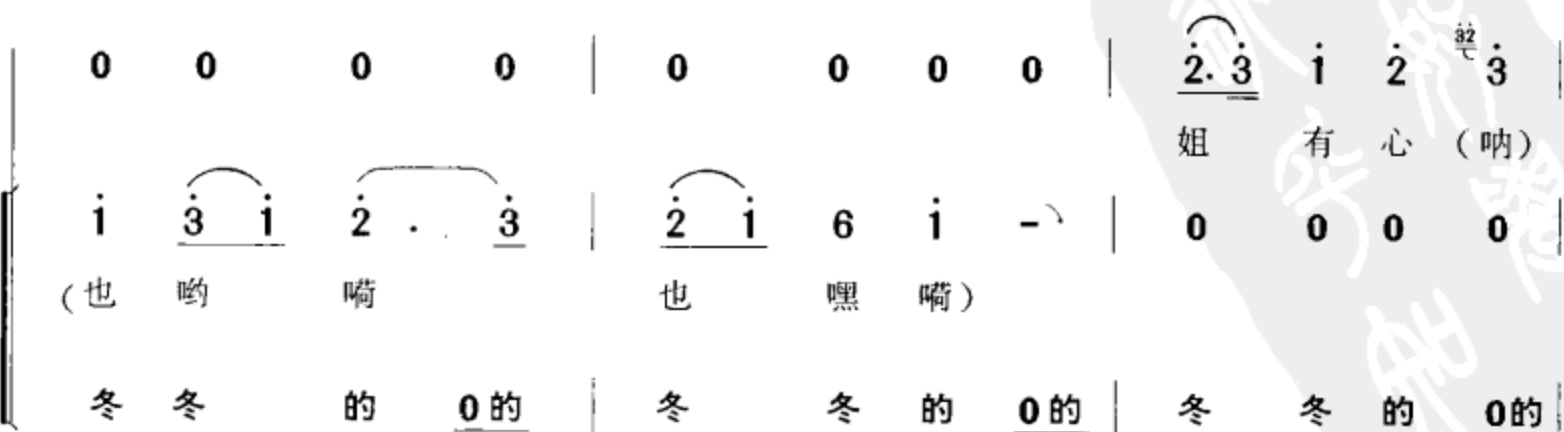 0 0 0 0 | 0 0 0 0 | 2̇. 3̇ 1̇ 2̇ 3̇2̇ 3̇ |
姐 有 心 （呐）
1̇ 3̇ 1̇ 2̇ . 3̇ | 2̇ 1̇ 6 1̇ - | 0 0 0 0 |
（也 哟 嗬 也 嘿 嗬）
冬 冬 的 0的 | 冬 冬 的 0的 | 冬 冬 的 0的 |